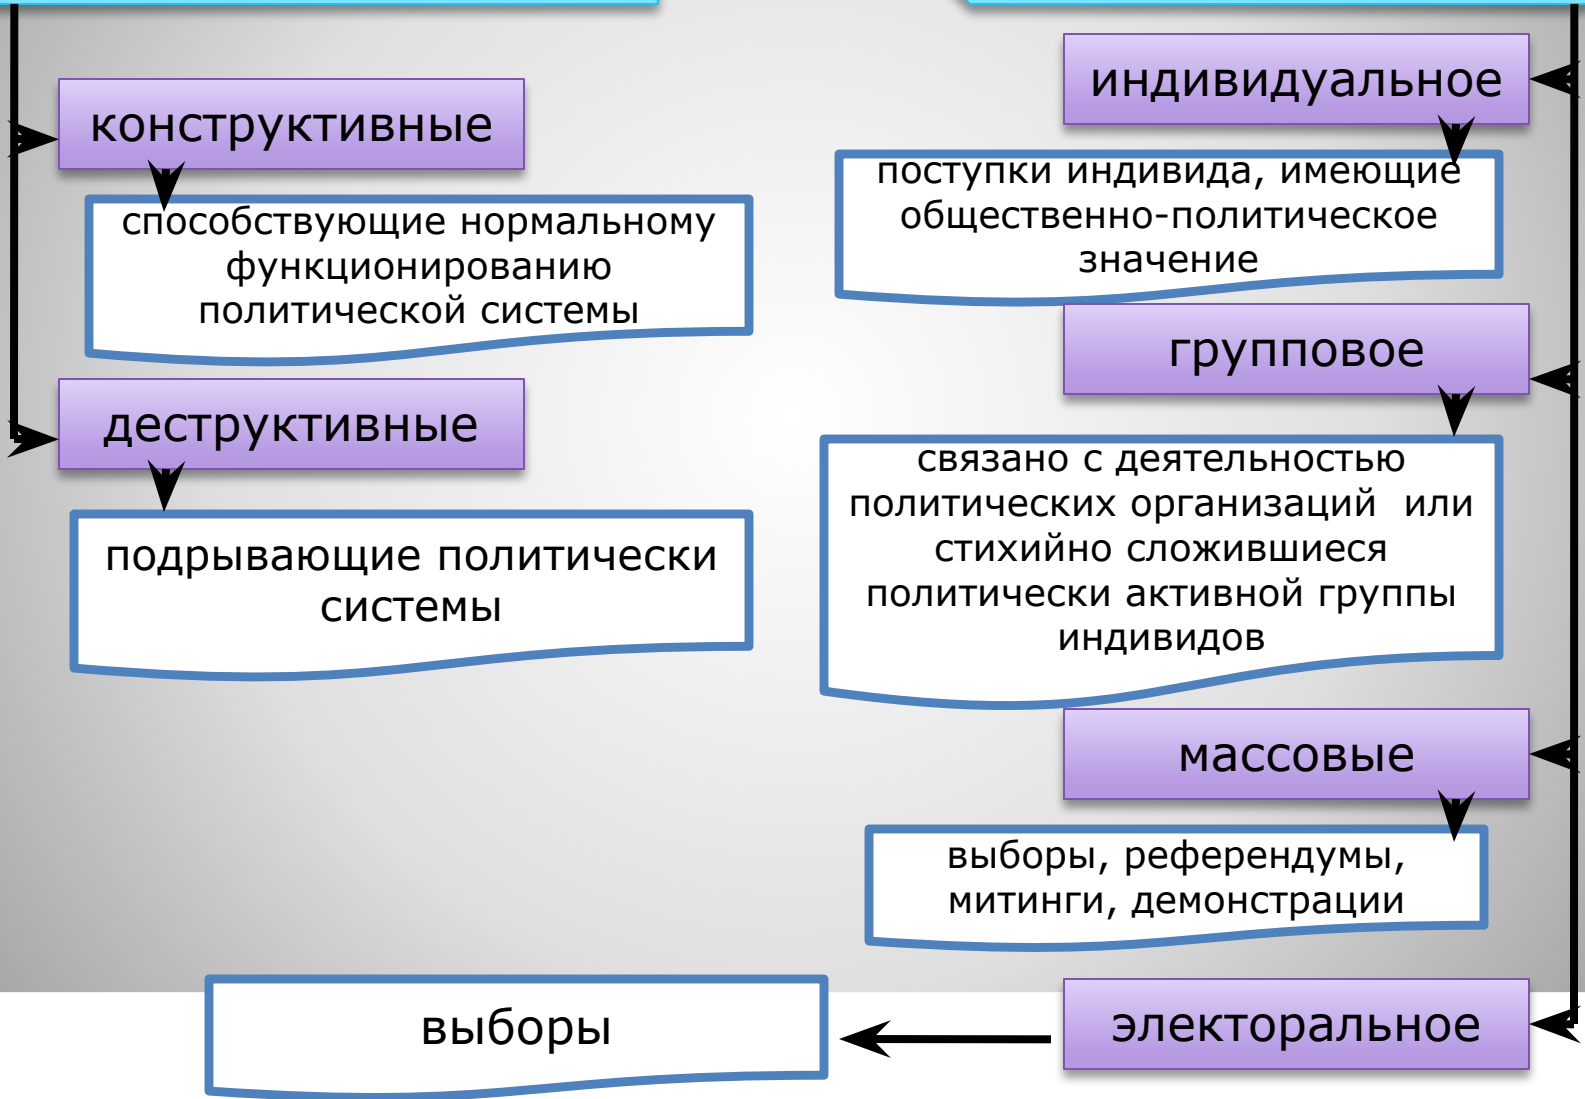 конструктивные
способствующие нормальному
функционированию
политической системы
деструктивные
подрывающие политически
системы
индивидуальное
поступки индивида, имеющие
общественно-политическое
значение
групповое
связано с деятельностью
политических организаций  или
стихийно сложившиеся
политически активной группы
индивидов
массовые
выборы, референдумы,
митинги, демонстрации
электоральное
выборы